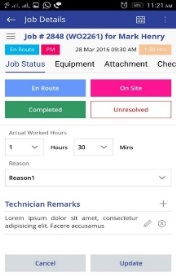 11:21 AM
Job Details
Job # 2848 (WO2261) for Mark Henry
En Route PM 28 Mar 2016 09:30 AM
Job Status Equipment Attachment Chec
En Route On Site
Completed Unresolved
Actual Worked Hours
1 Hours 30 Mins
Reason
Reason1
Technician Remarks
Lorem ipsum dolor sit amet, consectetur
adipisicing elit. Facere accusamus
Cancel Update